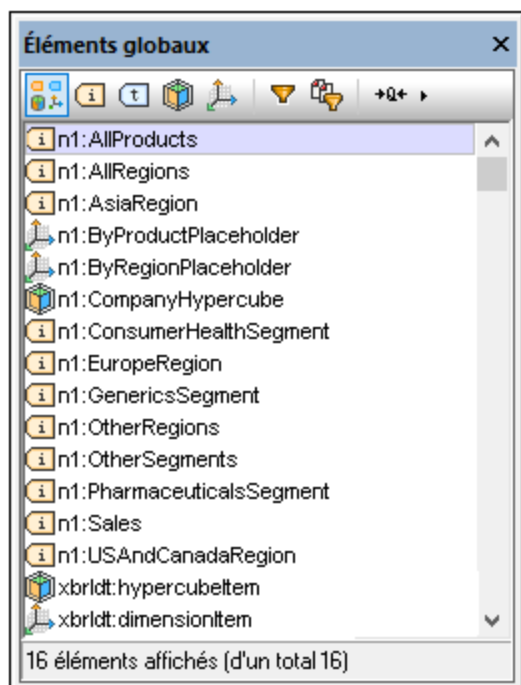 Éléments globaux
n1:AllProducts
n1:AllRegions
n1:AsiaRegion
n1:ByProductPlaceholder
n1:ByRegionPlaceholder
n1:CompanyHypercube
n1:ConsumerHealthSegment
n1:EuropeRegion
n1:GenericsSegment
n1:OtherRegions
n1:OtherSegments
n1:PharmaceuticalsSegment
n1:Sales
n1:USAndCanadaRegion
xbrldt:hypercubeItem
xbrldt:dimensionItem
16 éléments affichés (d'un total 16)